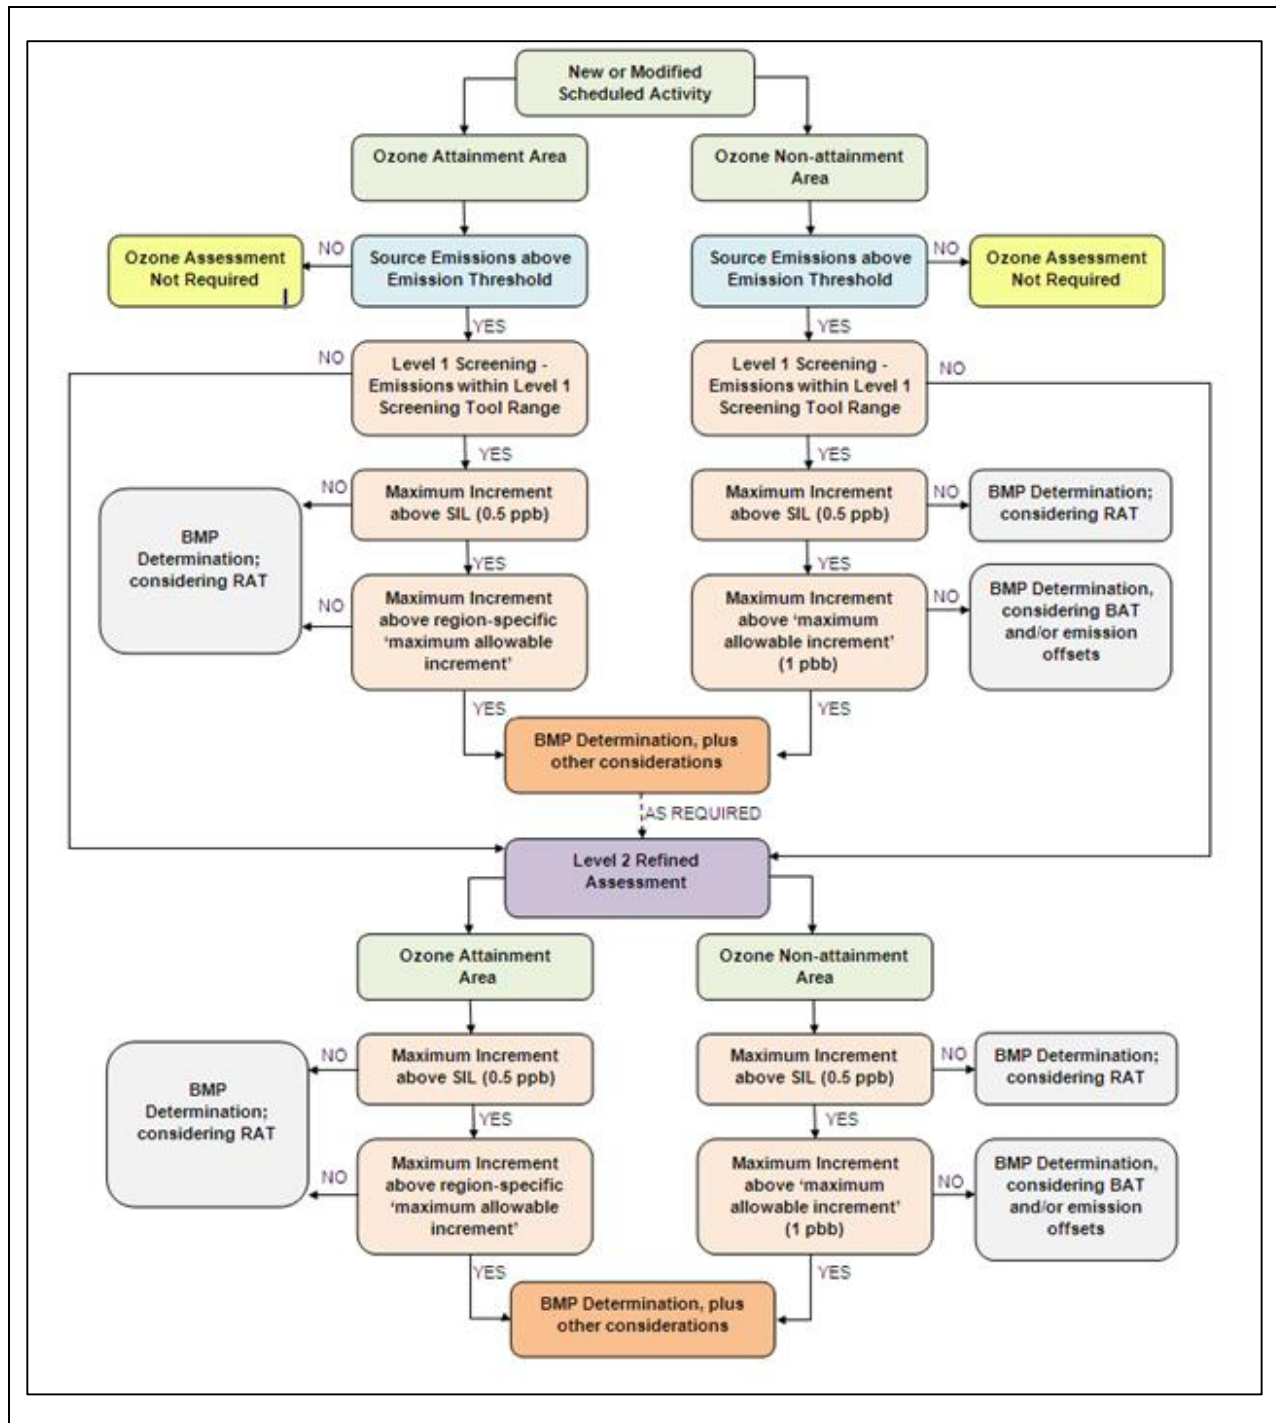 New or Modified
Scheduled Activity
Ozone Attainment Area
Ozone Non-attainment
Area
Ozone Assessment
Not Required
NO
Source Emissions above
Emission Threshold
Source Emissions above
Emission Threshold
NO
Ozone Assessment
Not Required
YES
YES
NO
Level 1 Screening -
Emissions within Level 1
Screening Tool Range
Level 1 Screening -
Emissions within Level 1
Screening Tool Range
NO
YES
YES
BMP
Determination;
considering RAT
NO
Maximum Increment
above SIL (0.5 ppb)
Maximum Increment
above SIL (0.5 ppb)
NO
BMP Determination;
considering RAT
YES
YES
NO
Maximum Increment
above region-specific
‘maximum allowable
increment’
Maximum Increment
above ‘maximum
allowable increment’
(1 pbb)
NO
BMP Determination,
considering BAT
and/or emission
offsets
YES
YES
BMP Determination, plus
other considerations
AS REQUIRED
Level 2 Refined
Assessment
Ozone Attainment
Area
Ozone Non-attainment
Area
BMP
Determination;
considering RAT
NO
Maximum Increment
above SIL (0.5 ppb)
Maximum Increment
above SIL (0.5 ppb)
NO
BMP Determination;
considering RAT
YES
YES
NO
Maximum Increment
above region-specific
‘maximum allowable
increment’
Maximum Increment
above ‘maximum
allowable increment’
(1 pbb)
NO
BMP Determination,
considering BAT
and/or emission
offsets
YES
YES
BMP Determination, plus
other considerations